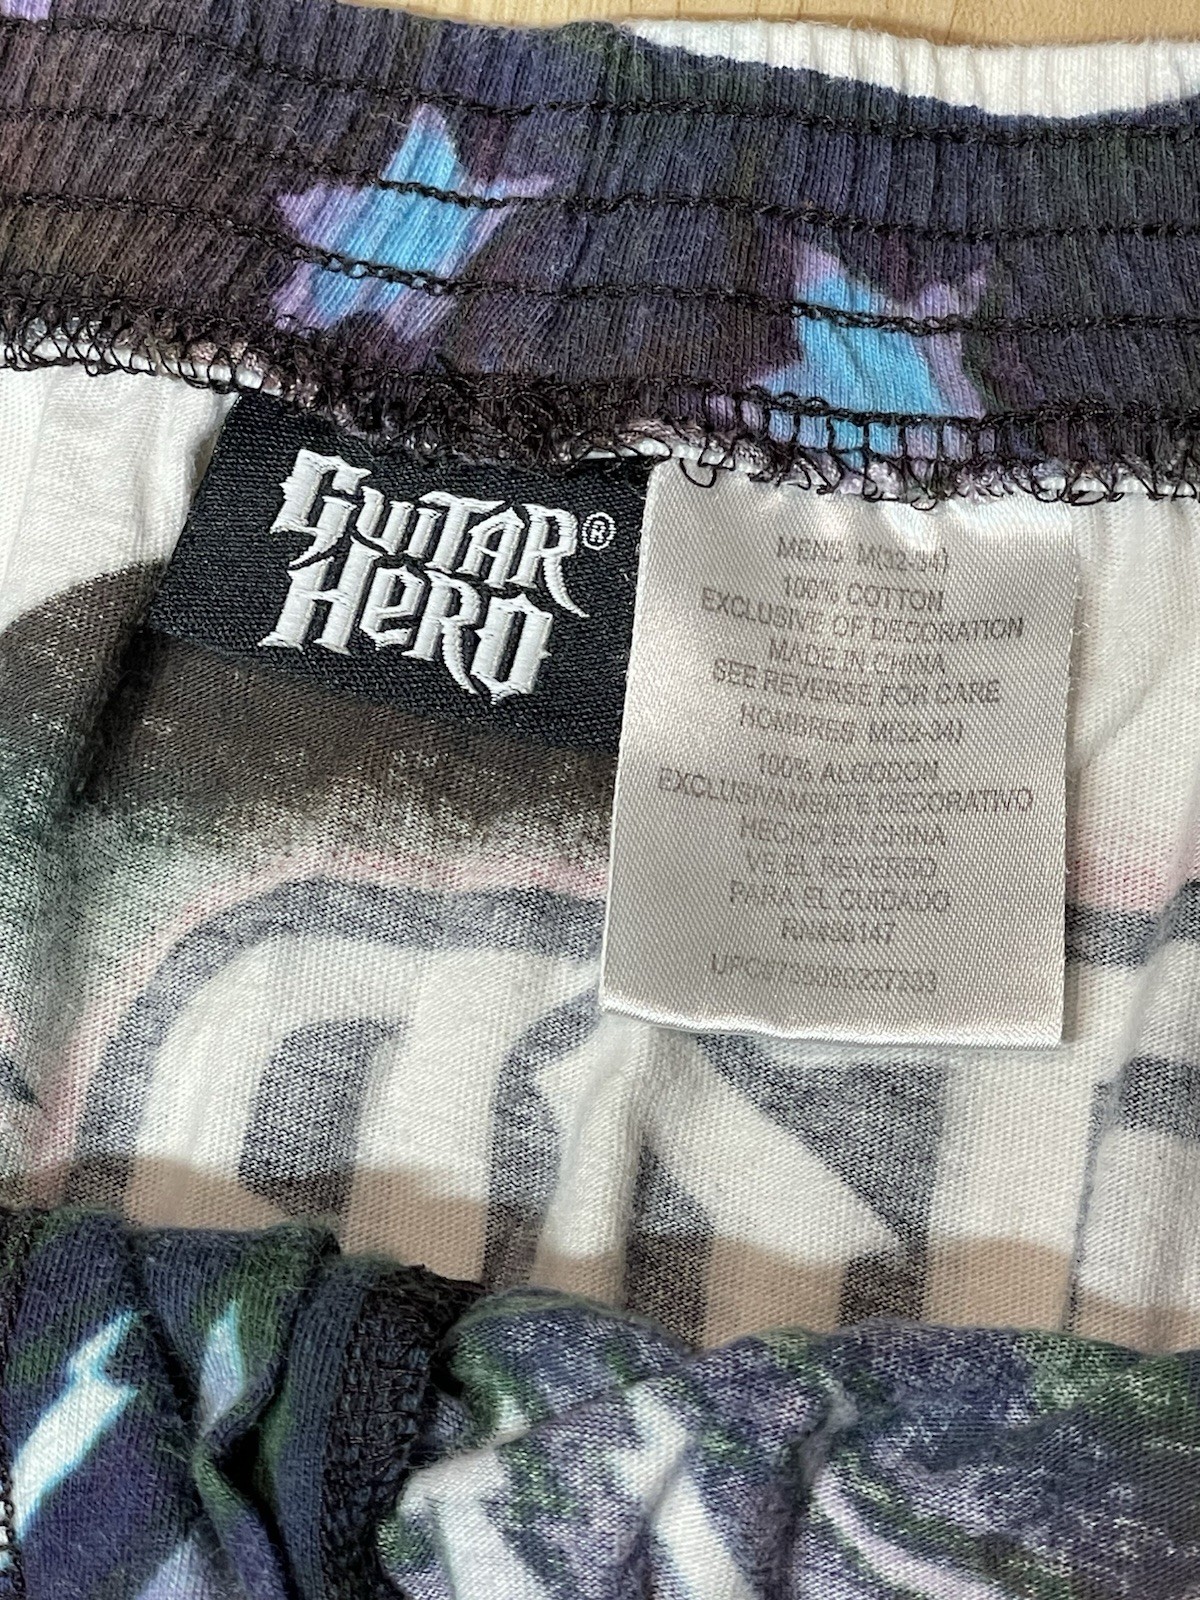 GUITAR®
HERO
MENS M(32-34)
100% COTTON
EXCLUSIVE OF DECORATION
MADE IN CHINA
SEE REVERSE FOR CARE
HOMBRES M(32-34)
100% ALGODON
EXCLUSIVAMENTE DECORATIVO
HECHO EN CHINA
VE EL REVERSO
PARA EL CUIDADO